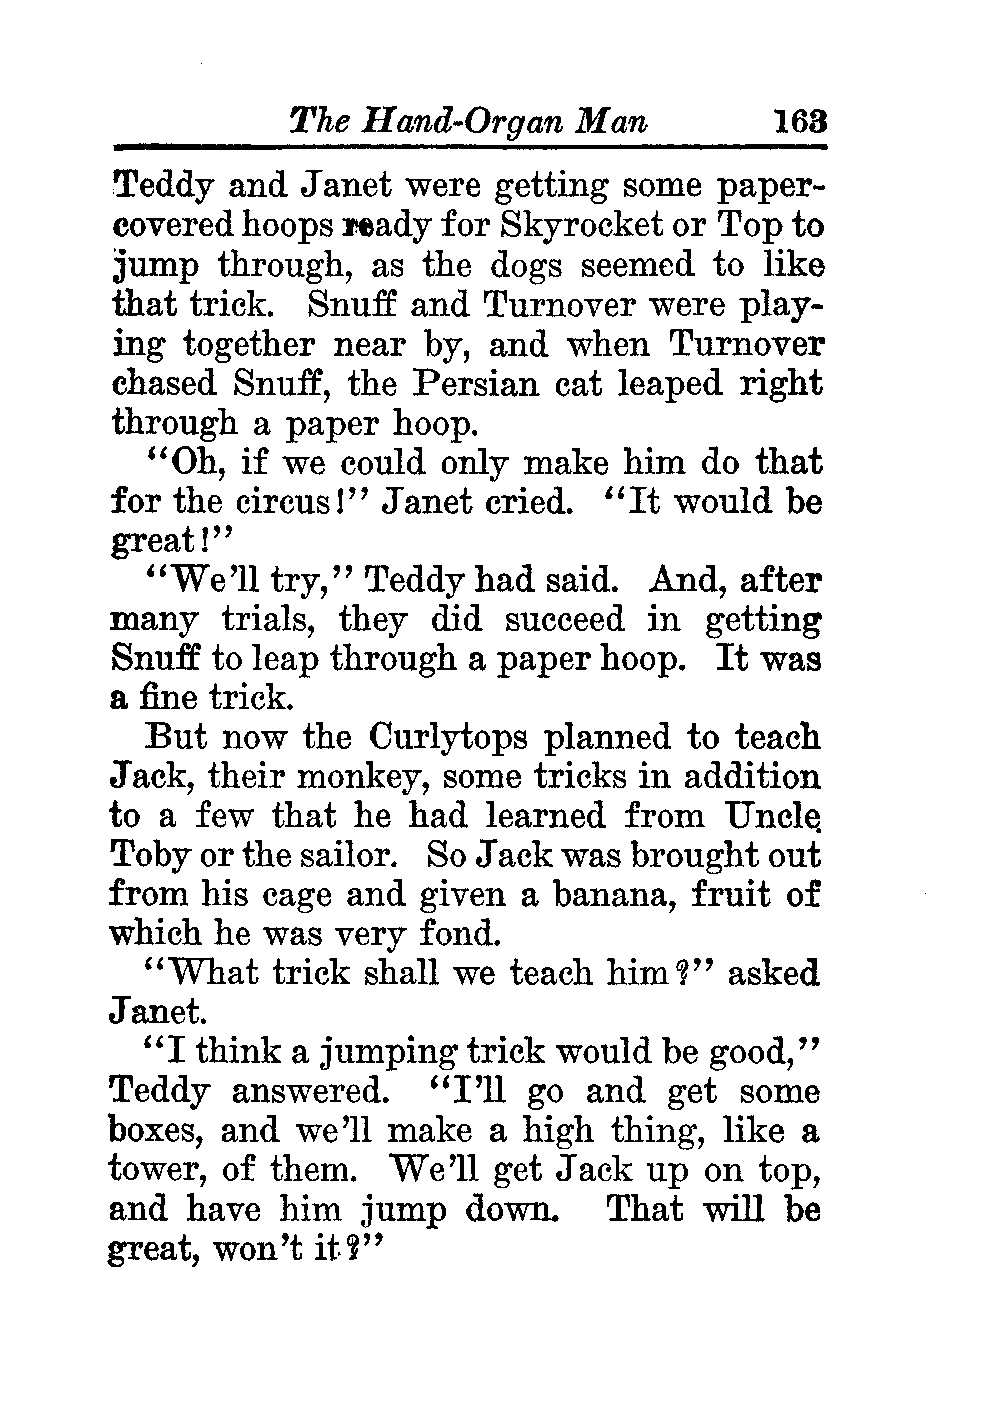 The Hand-Organ Man 163
Teddy and Janet were getting some paper-
covered hoops ready for Skyrocket or Top to
jump through, as the dogs seemed to like
that trick. Snuff and Turnover were play-
ing together near by, and when Turnover
chased Snuff, the Persian cat leaped right
through a paper hoop.
"Oh, if we could only make him do that
for the circus!" Janet cried. "It would be
great!"
"We'll try," Teddy had said. And, after
many trials, they did succeed in getting
Snuff to leap through a paper hoop. It was
a fine trick.
But now the Curlytops planned to teach
Jack, their monkey, some tricks in addition
to a few that he had learned from Uncle
Toby or the sailor. So Jack was brought out
from his cage and given a banana, fruit of
which he was very fond.
"What trick shall we teach him?" asked
Janet.
"I think a jumping trick would be good,"
Teddy answered. "I'll go and get some
boxes, and we'll make a high thing, like a
tower, of them. We'll get Jack up on top,
and have him jump down. That will be
great, won't it?"